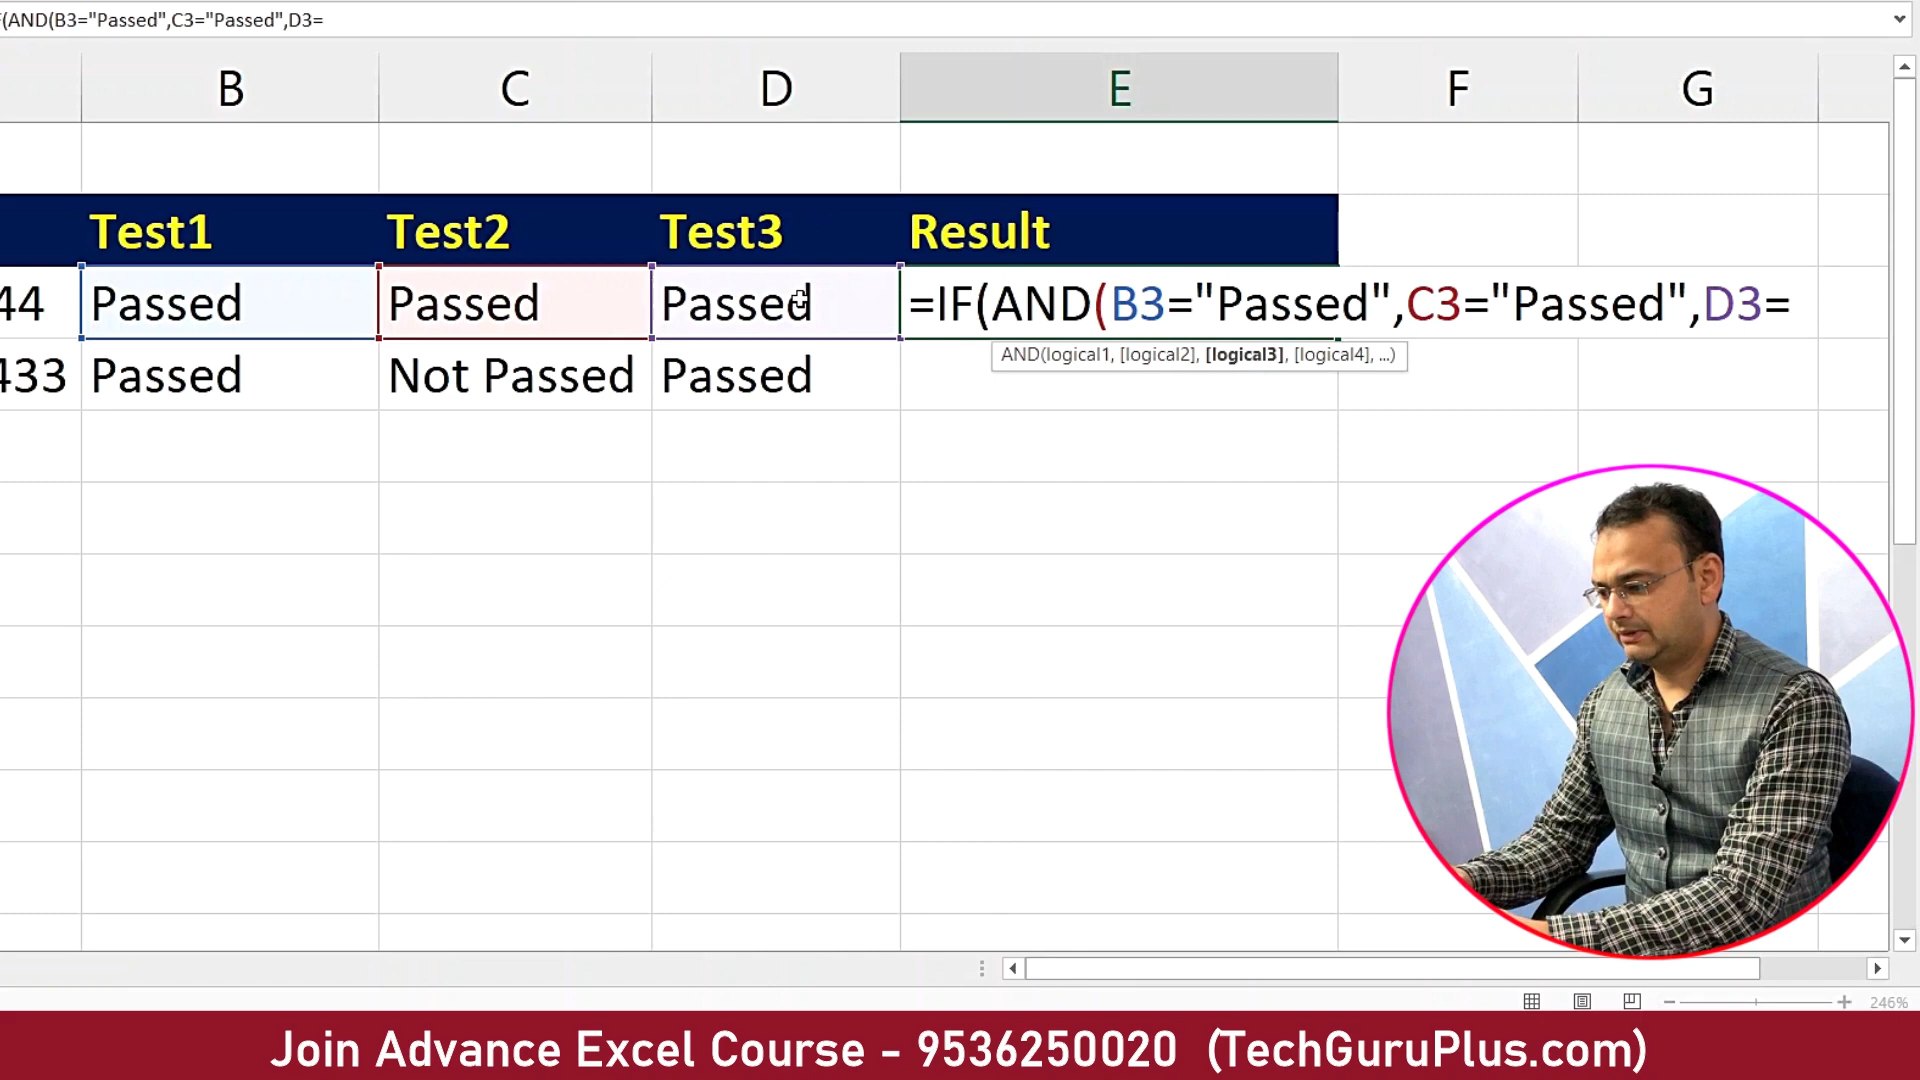 F(AND(B3="Passed",C3="Passed",D3=
B C D E F G
Test1 Test2 Test3 Result
44 Passed Passed Passed =IF(AND(B3="Passed",C3="Passed",D3=
AND(logical1, [logical2], [logical3], [logical4], ...)
433 Passed Not Passed Passed
246%
Join Advance Excel Course - 9536250020 (TechGuruPlus.com)